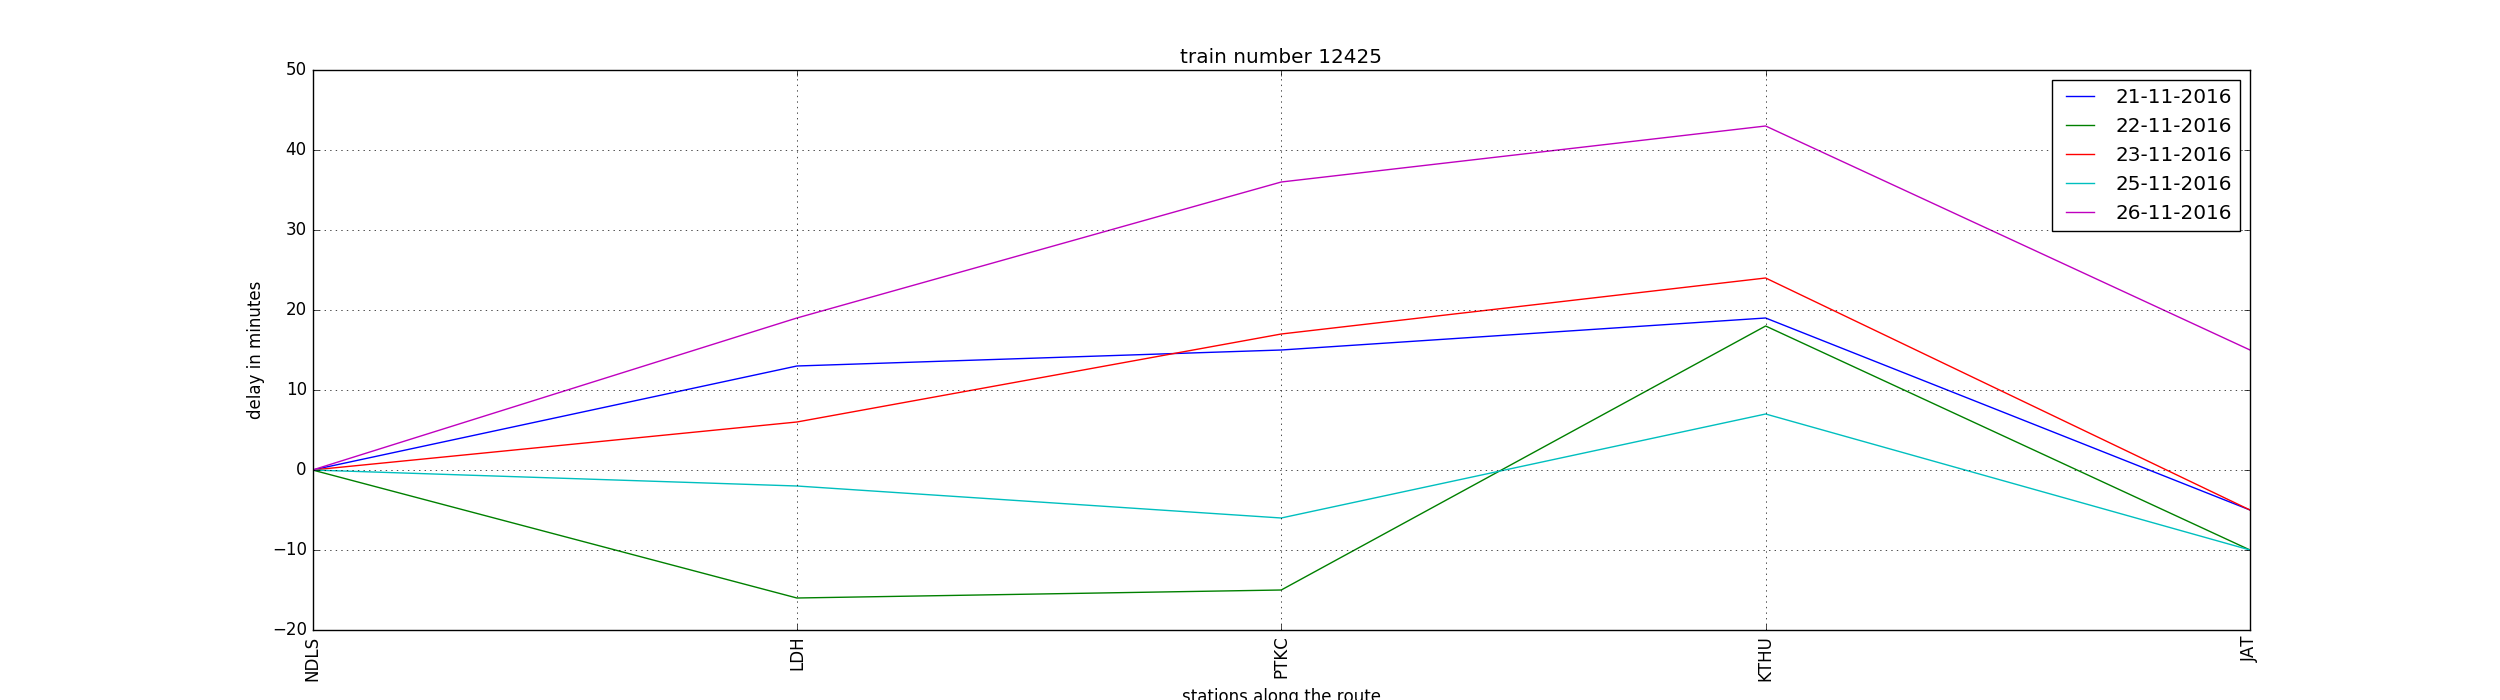 train number 12425
50
40
30
20
10
0
−10
−20
delay in minutes
21-11-2016
22-11-2016
23-11-2016
25-11-2016
26-11-2016
NDLS
LDH
PTKC
KTHU
JAT
stations along the route